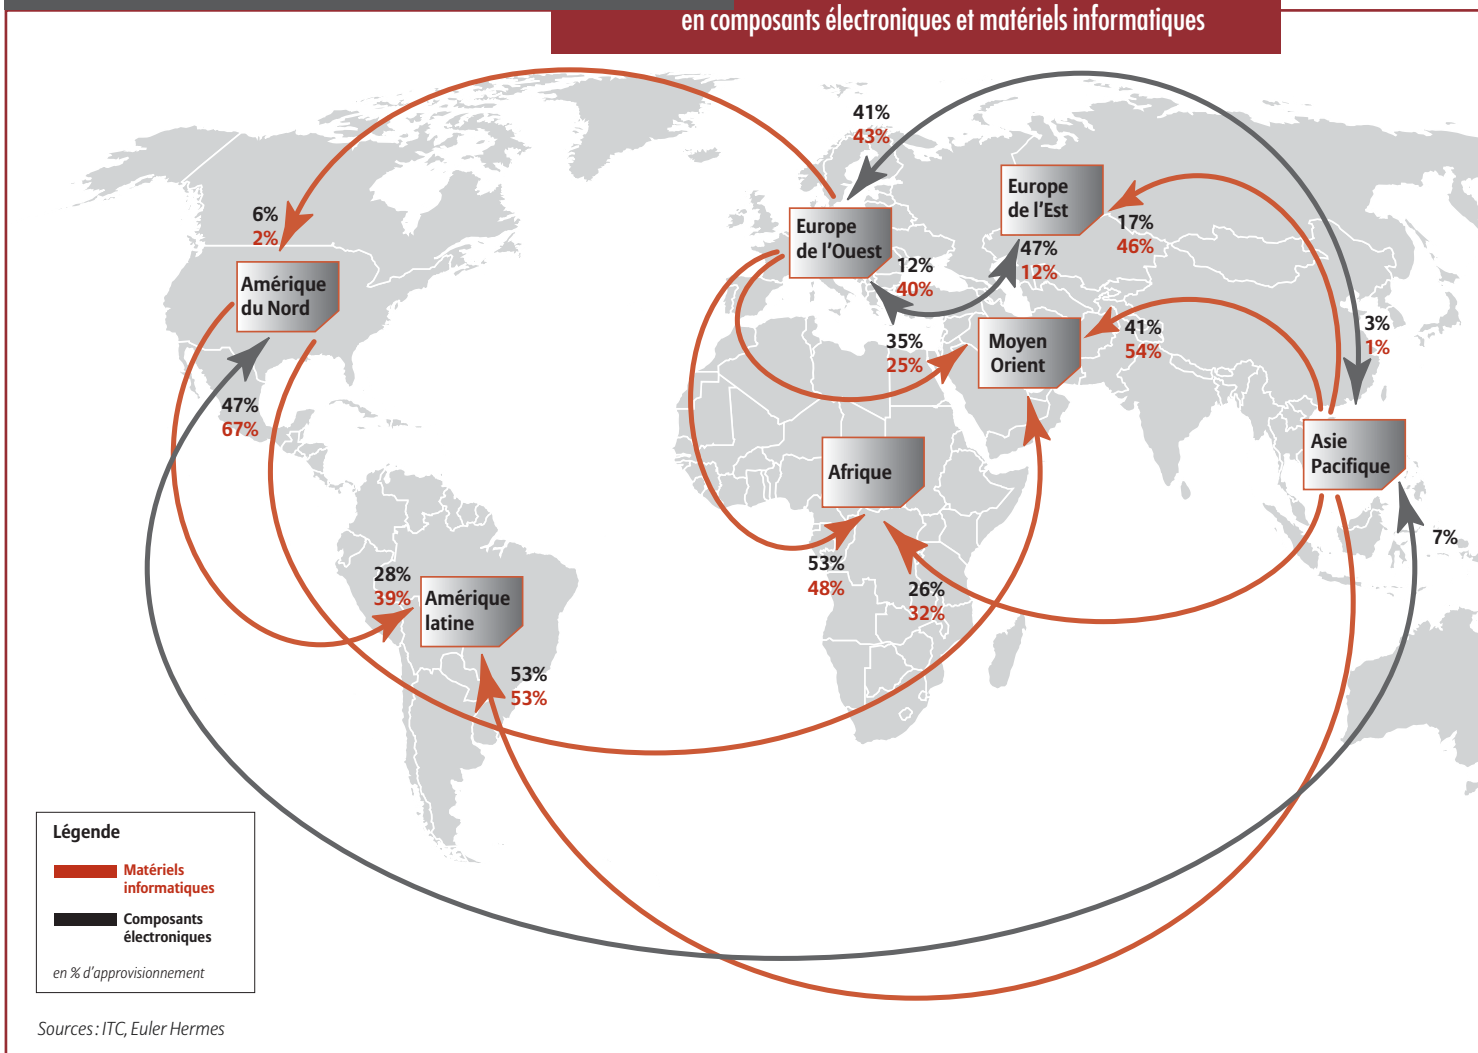 en composants électroniques et matériels informatiques
41%
43%
Europe
de l'Est
6%
2%
17%
46%
Europe
de l'Ouest
12%
40%
47%
12%
Amérique
du Nord
35%
25%
Moyen
Orient
41%
54%
3%
1%
47%
67%
Afrique
Asie
Pacifique
7%
53%
48%
26%
32%
28%
39%
Amérique
latine
53%
53%
Légende
Matériels
informatiques
Composants
électroniques
en % d'approvisionnement
Sources : ITC, Euler Hermes